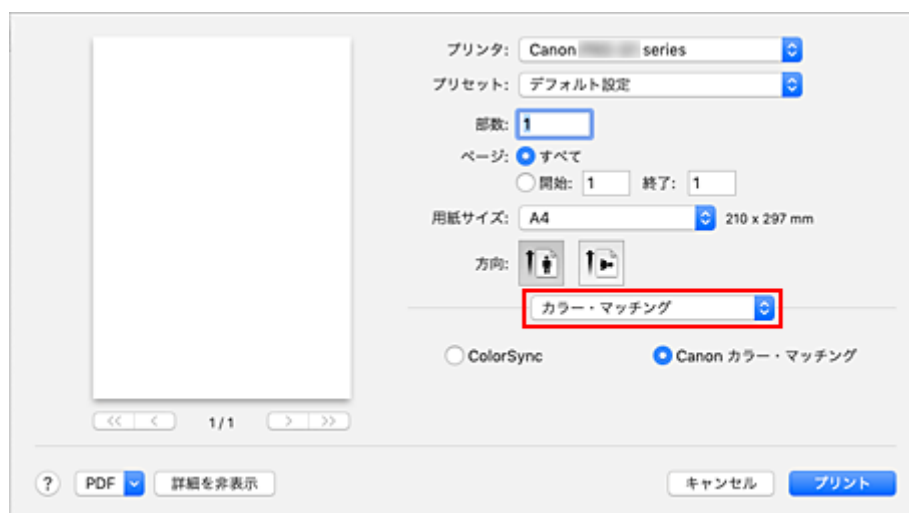 プリンタ: Canon series
プリセット: デフォルト設定
部数: 1
ページ: すべて
開始: 1 終了: 1
用紙サイズ: A4 210 x 297 mm
方向:
カラー・マッチング
ColorSync Canon カラー・マッチング
<< < 1 / 1 > >>
? PDF 詳細を非表示 キャンセル プリント